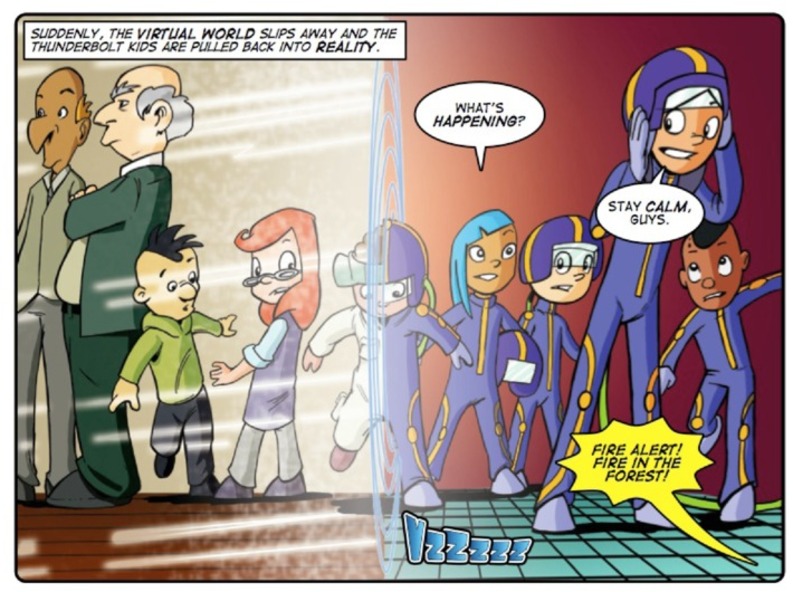 SUDDENLY, THE VIRTUAL WORLD SLIPS AWAY AND THE
THUNDERBOLT KIDS ARE PULLED BACK INTO REALITY.
WHAT'S
HAPPENING?
STAY CALM,
GUYS.
FIRE ALERT!
FIRE IN THE
FOREST!
VZZZZZZ